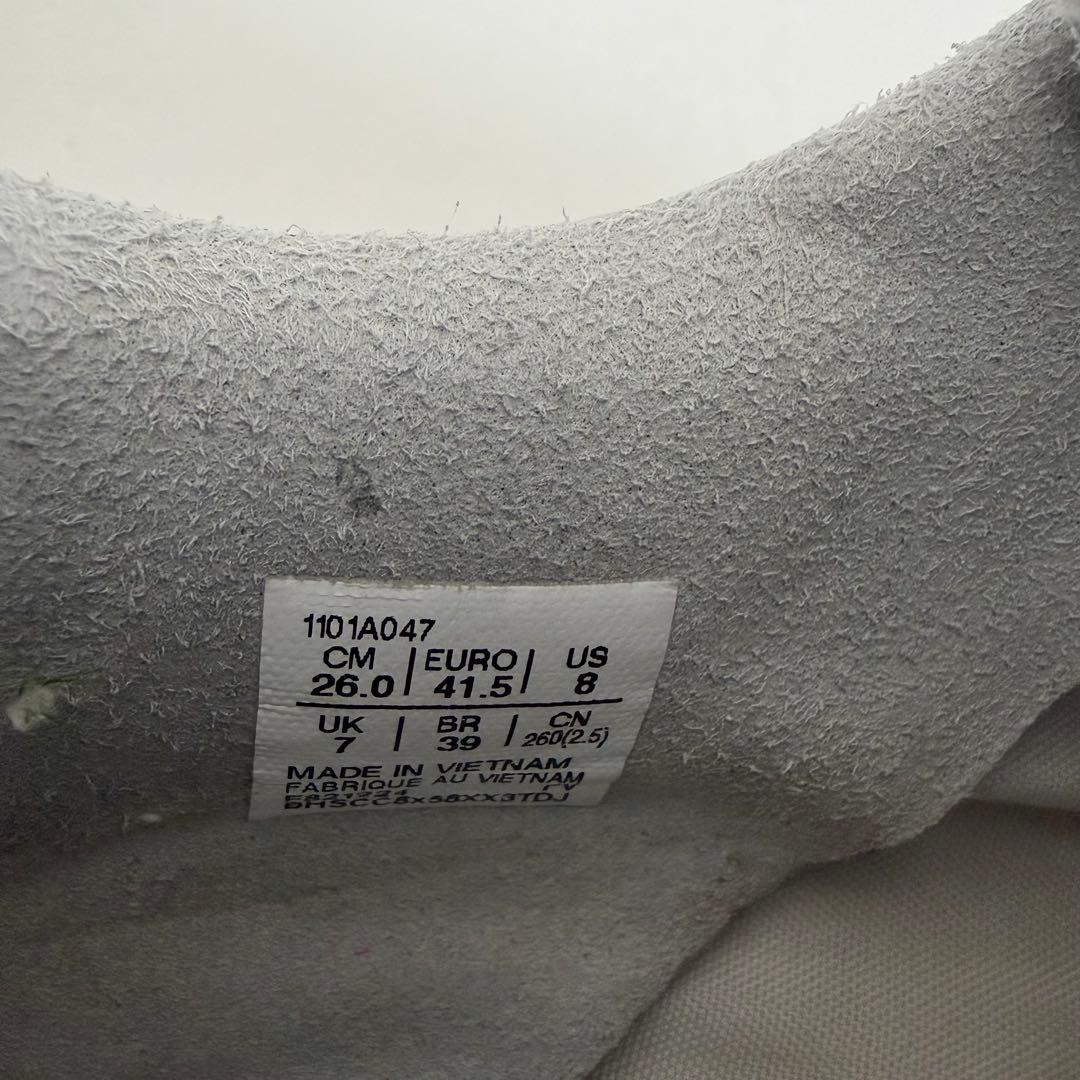 1101A047
CM | EURO | US
26.0 | 41.5 | 8
UK | BR | CN
7 | 39 | 260(2.5)
MADE IN VIETNAM
FABRIQUE AU VIETNAM
LV